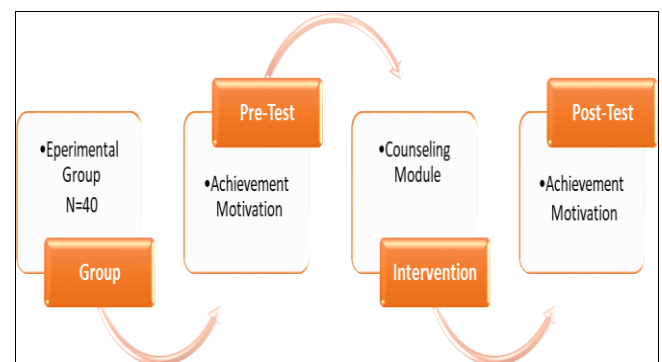 •Eperimental
Group
N=40
Group
Pre-Test
•Achievement
Motivation
•Counseling
Module
Intervention
Post-Test
•Achievement
Motivation